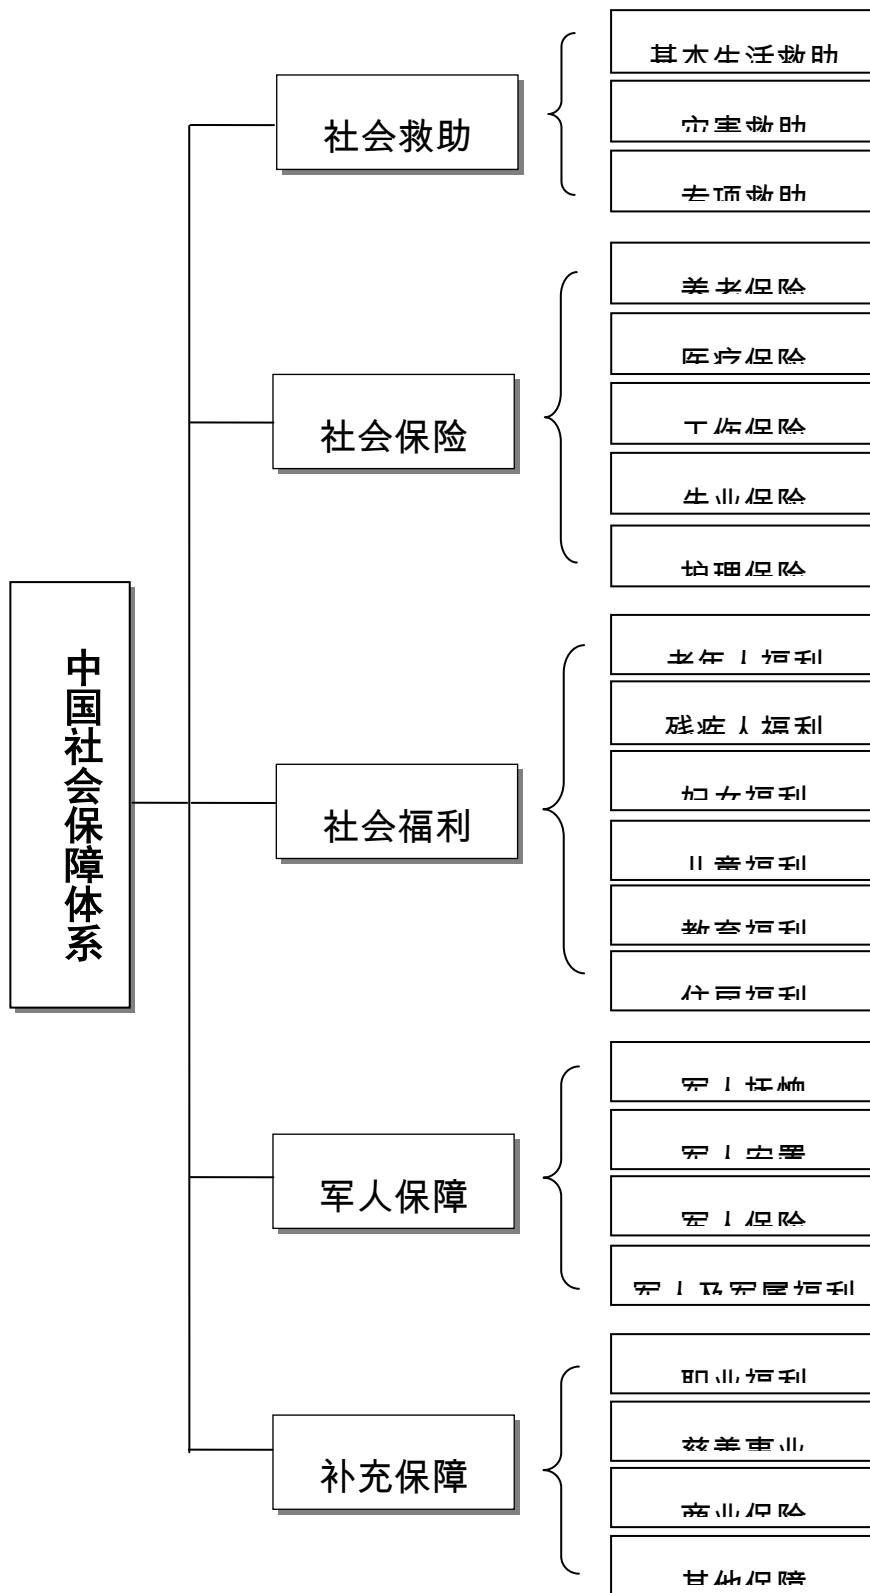 中国社会保障体系
社会救助
基本生活救助
灾害救助
专项救助
社会保险
养老保险
医疗保险
工伤保险
失业保险
护理保险
社会福利
老年人福利
残疾人福利
妇女福利
儿童福利
教育福利
住房福利
军人保障
军人抚恤
军人安置
军人保险
军人及军属福利
补充保障
职业福利
慈善事业
商业保险
其他保障